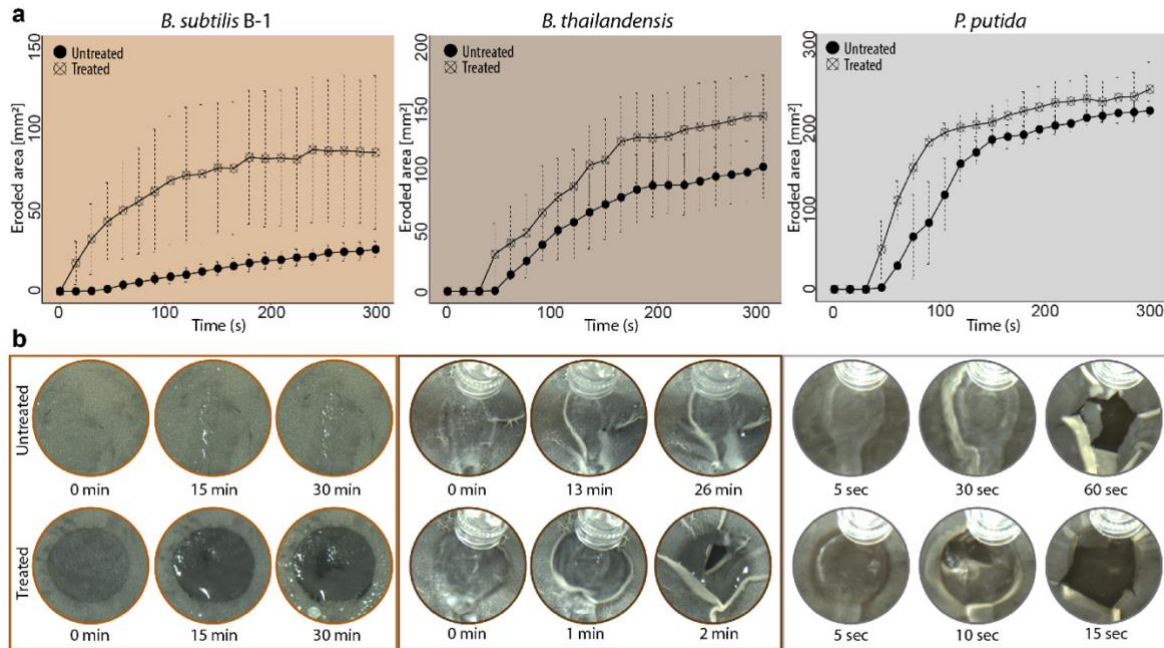 a
B. subtilis B-1
B. thailandensis
P. putida
Eroded area [mm²]
0 50 100 150
Untreated
Treated
0 100 200 300
Time (s)
Eroded area [mm²]
0 50 100 150 200
Untreated
Treated
0 100 200 300
Time (s)
Eroded area [mm²]
0 100 200 300
Untreated
Treated
0 100 200 300
Time (s)
b
Untreated
0 min 15 min 30 min
0 min 13 min 26 min
5 sec 30 sec 60 sec
Treated
0 min 15 min 30 min
0 min 1 min 2 min
5 sec 10 sec 15 sec